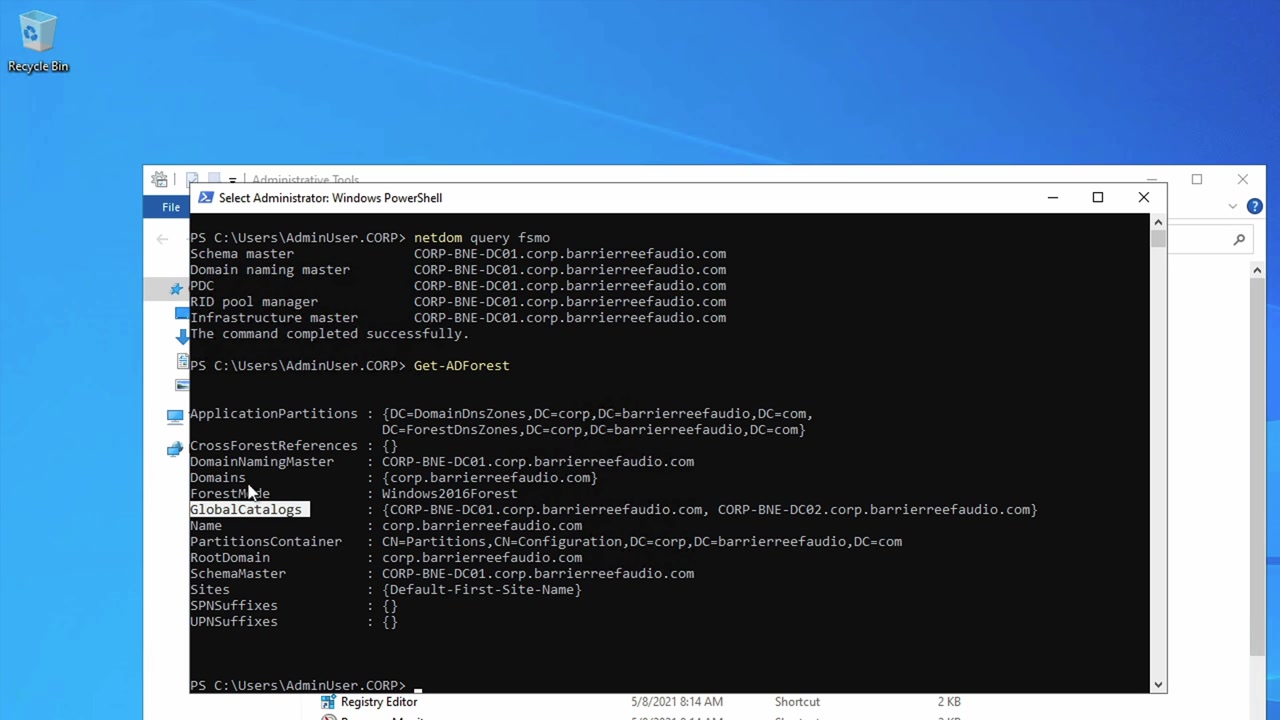 Recycle Bin
Administrative Tools
Select Administrator: Windows PowerShell
File
PS C:\Users\AdminUser.CORP> netdom query fsmo
Schema master CORP-BNE-DC01.corp.barrierreefaudio.com
Domain naming master CORP-BNE-DC01.corp.barrierreefaudio.com
PDC CORP-BNE-DC01.corp.barrierreefaudio.com
RID pool manager CORP-BNE-DC01.corp.barrierreefaudio.com
Infrastructure master CORP-BNE-DC01.corp.barrierreefaudio.com
The command completed successfully.
PS C:\Users\AdminUser.CORP> Get-ADForest
ApplicationPartitions : {DC=DomainDnsZones,DC=corp,DC=barrierreefaudio,DC=com,
DC=ForestDnsZones,DC=corp,DC=barrierreefaudio,DC=com}
CrossForestReferences : {}
DomainNamingMaster : CORP-BNE-DC01.corp.barrierreefaudio.com
Domains : {corp.barrierreefaudio.com}
ForestMode : Windows2016Forest
GlobalCatalogs : {CORP-BNE-DC01.corp.barrierreefaudio.com, CORP-BNE-DC02.corp.barrierreefaudio.com}
Name : corp.barrierreefaudio.com
PartitionsContainer : CN=Partitions,CN=Configuration,DC=corp,DC=barrierreefaudio,DC=com
RootDomain : corp.barrierreefaudio.com
SchemaMaster : CORP-BNE-DC01.corp.barrierreefaudio.com
Sites : {Default-First-Site-Name}
SPNSuffixes : {}
UPNSuffixes : {}
PS C:\Users\AdminUser.CORP>
Registry Editor 5/8/2021 8:14 AM Shortcut 2 KB